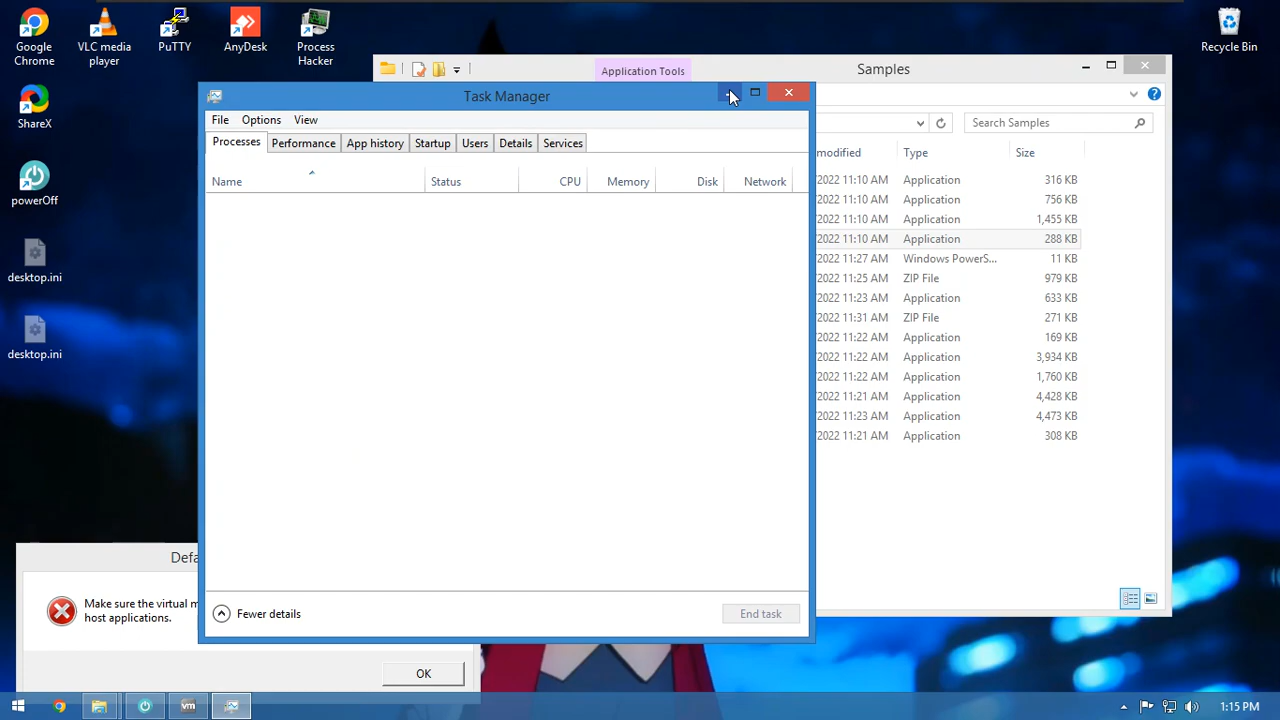 Google Chrome
VLC media player
PuTTY
AnyDesk
Process Hacker
Recycle Bin
ShareX
powerOff
desktop.ini
desktop.ini
Application Tools
Samples
Search Samples
modified Type Size
/2022 11:10 AM Application 316 KB
/2022 11:10 AM Application 756 KB
/2022 11:10 AM Application 1,455 KB
/2022 11:10 AM Application 288 KB
/2022 11:27 AM Windows PowerS... 11 KB
/2022 11:25 AM ZIP File 979 KB
/2022 11:23 AM Application 633 KB
/2022 11:31 AM ZIP File 271 KB
/2022 11:22 AM Application 169 KB
/2022 11:22 AM Application 3,934 KB
/2022 11:22 AM Application 1,760 KB
/2022 11:21 AM Application 4,428 KB
/2022 11:23 AM Application 4,473 KB
/2022 11:21 AM Application 308 KB
Task Manager
File Options View
Processes Performance App history Startup Users Details Services
Name Status CPU Memory Disk Network
Fewer details
End task
Defa
Make sure the virtual m
host applications.
OK
vm
1:15 PM